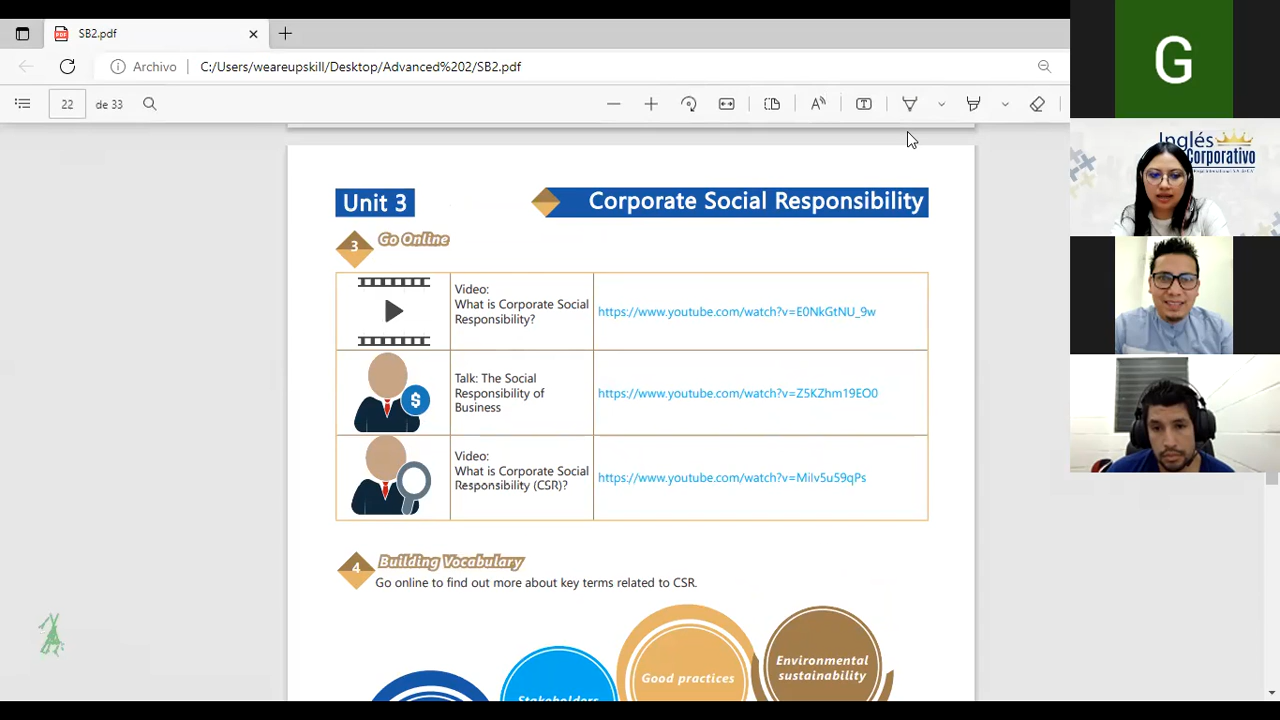 SB2.pdf
Archivo
C:/Users/weareupskill/Desktop/Advanced%202/SB2.pdf
22
de 33
Unit 3
Corporate Social Responsibility
3
Go Online
Video:
What is Corporate Social
Responsibility?
https://www.youtube.com/watch?v=E0NkGtNU_9w
Talk: The Social
Responsibility of
Business
https://www.youtube.com/watch?v=Z5KZhm19EO0
$
Video:
What is Corporate Social
Responsibility (CSR)?
https://www.youtube.com/watch?v=MiIv5u59qPs
4
Building Vocabulary
Go online to find out more about key terms related to CSR.
Stakeholders
Good practices
Environmental
sustainability
G
Inglés
Corporativo